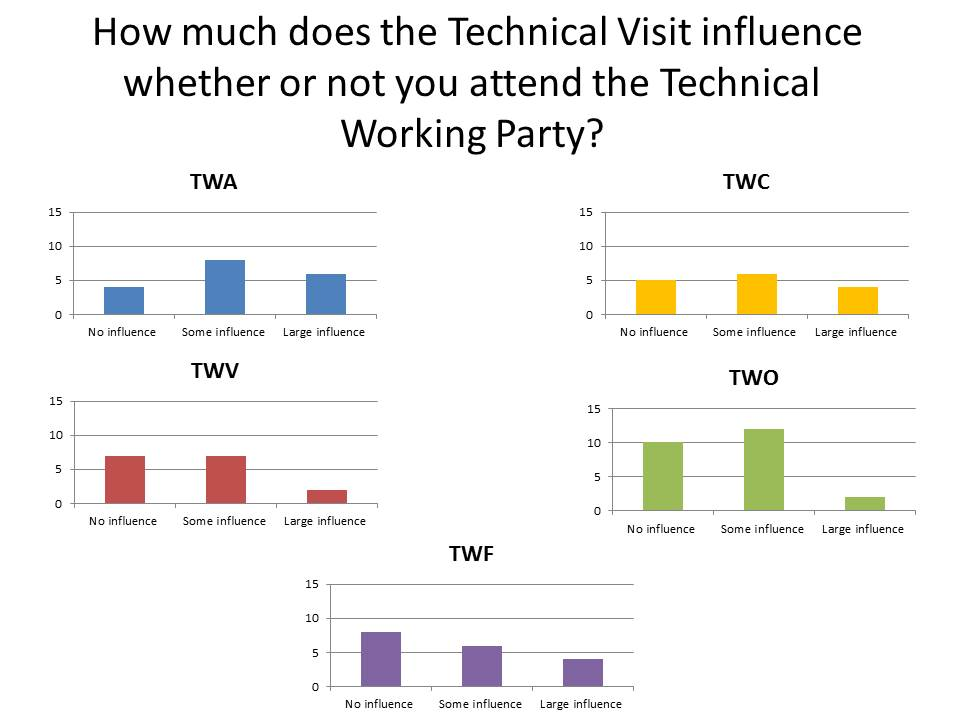 How much does the Technical Visit influence
whether or not you attend the Technical
Working Party?
TWA
15
10
5
0
No influence Some influence Large influence
TWC
15
10
5
0
No influence Some influence Large influence
TWV
15
10
5
0
No influence Some influence Large influence
TWO
15
10
5
0
No influence Some influence Large influence
TWF
15
10
5
0
No influence Some influence Large influence